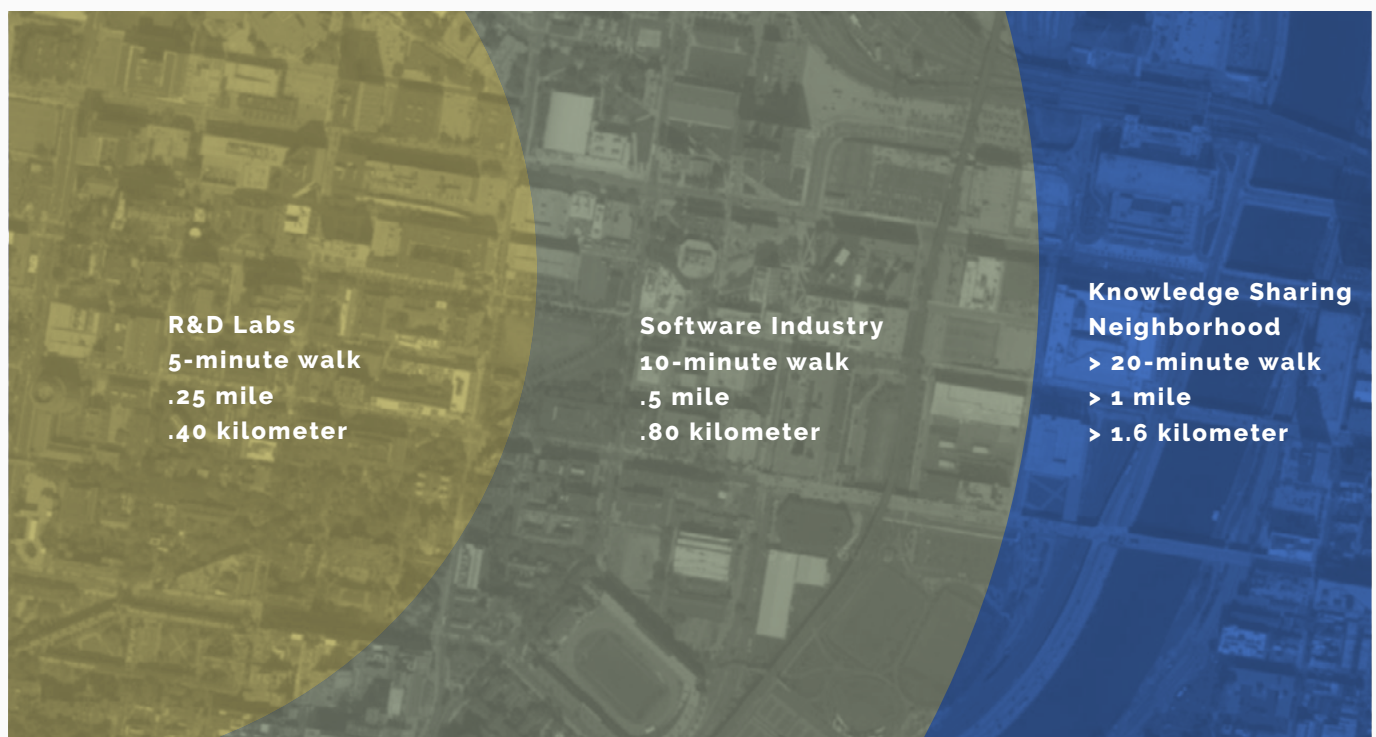 R&D Labs
5-minute walk
.25 mile
.40 kilometer
Software Industry
10-minute walk
.5 mile
.80 kilometer
Knowledge Sharing
Neighborhood
> 20-minute walk
> 1 mile
> 1.6 kilometer